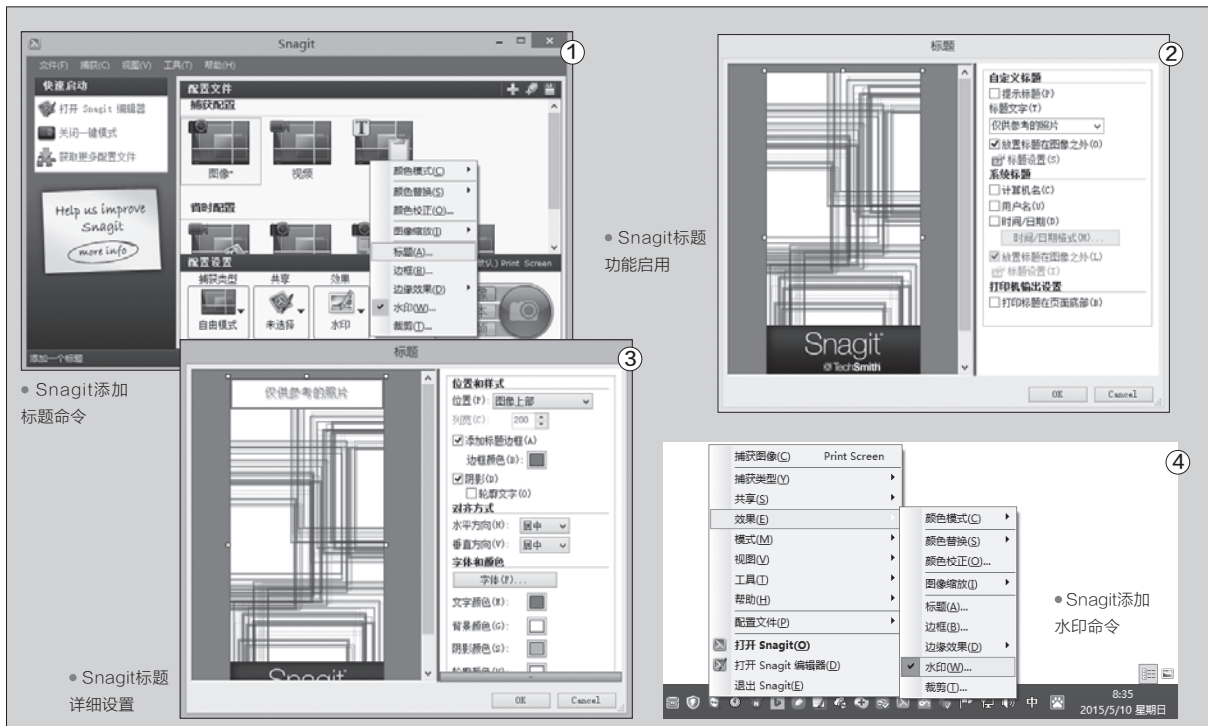 Snagit
①
文件(F) 捕获(C) 视图(V) 工具(T) 帮助(H)
快速启动
打开 Snagit 编辑器
关闭一键模式
获取更多配置文件
Help us improve
Snagit
more info
添加一个标题
配置文件
捕获配置
图像*
视频
省时配置
配置设置
Print Screen
捕获类型 共享 效果
自由模式 未选择 水印
颜色模式(C)
颜色替换(S)
颜色校正(O)...
图像缩放(I)
标题(A)...
边框(B)...
边缘效果(D)
水印(W)...
裁剪(T)...
• Snagit添加
标题命令
标题
②
Snagit
TechSmith
自定义标题
提示标题(P)
标题文字(T)
仅供参考的照片
放置标题在图像之外(O)
标题设置(S)
系统标题
计算机名(C)
用户名(U)
时间/日期(D)
时间/日期格式(M)...
放置标题在图像之外(L)
标题设置(I)
打印机输出设置
打印标题在页面底部(B)
OK Cancel
• Snagit标题
功能启用
标题
③
仅供参考的照片
Snagit
位置和样式
位置(P): 图像上部
列宽(C): 200
添加标题边框(A)
边框颜色(B):
阴影(D)
轮廓文字(O)
对齐方式
水平方向(H): 居中
垂直方向(V): 居中
字体和颜色
字体(F)...
文字颜色(X):
背景颜色(G):
阴影颜色(S):
OK Cancel
• Snagit标题
详细设置
④
捕获图像(C) Print Screen
捕获类型(Y)
共享(S)
效果(E)
模式(M)
视图(V)
工具(T)
帮助(H)
配置文件(P)
打开 Snagit(O)
打开 Snagit 编辑器(D)
退出 Snagit(E)
颜色模式(C)
颜色替换(S)
颜色校正(O)...
图像缩放(I)
标题(A)...
边框(B)...
边缘效果(D)
水印(W)...
裁剪(T)...
• Snagit添加
水印命令
中
8:35
2015/5/10 星期日